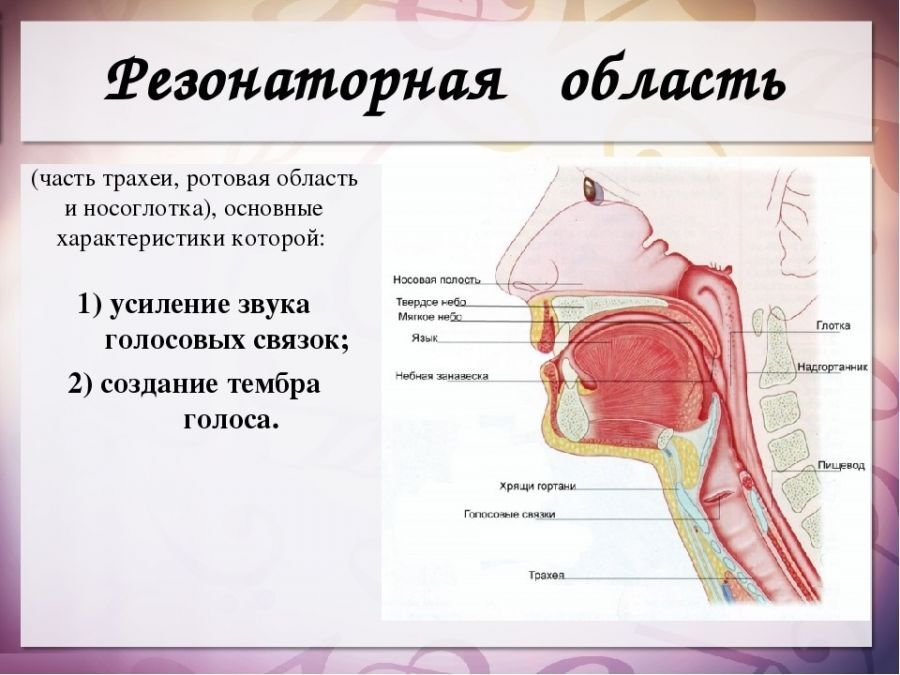 Резонаторная область
(часть трахеи, ротовая область
и носоглотка), основные
характеристики которой:
1) усиление звука
голосовых связок;
2) создание тембра
голоса.
Носовая полость
Твердое небо
Мягкое небо
Язык
Небная занавеска
Глотка
Надгортанник
Пищевод
Хрящи гортани
Голосовые связки
Трахея